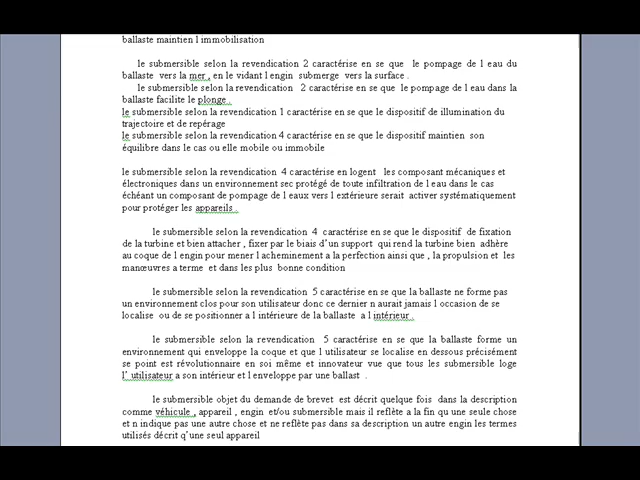 ballaste maintien l immobilisation
le submersible selon la revendication 2 caractérise en se que le pompage de l eau du
ballaste vers la mer , en le vidant l engin submerge vers la surface .
le submersible selon la revendication 2 caractérise en se que le pompage de l eau dans la
ballaste facilite le plonge .
le submersible selon la revendication 1 caractérise en se que le dispositif de illumination du
trajectoire et de repérage
le submersible selon la revendication 4 caractérise en se que le dispositif maintien son
équilibre dans le cas ou elle mobile ou immobile
le submersible selon la revendication 4 caractérise en logent les composant mécaniques et
électroniques dans un environnement sec protégé de toute infiltration de l eau dans le cas
échéant un composant de pompage de l eaux vers l extérieure serait activer systématiquement
pour protéger les appareils .
le submersible selon la revendication 4 caractérise en se que le dispositif de fixation
de la turbine et bien attacher , fixer par le biais d’un support qui rend la turbine bien adhère
au coque de l engin pour mener l acheminement a la perfection ainsi que , la propulsion et les
manœuvres a terme et dans les plus bonne condition
le submersible selon la revendication 5 caractérise en se que la ballaste ne forme pas
un environnement clos pour son utilisateur donc ce dernier n aurait jamais l occasion de se
localise ou de se positionner a l intérieure de la ballaste a l intérieur .
le submersible selon la revendication 5 caractérise en se que la ballaste forme un
environnement qui enveloppe la coque et que l utilisateur se localise en dessous précisément
se point est révolutionnaire en soi même et innovateur vue que tous les submersible loge
l’ utilisateur a son intérieur et l enveloppe par une ballast .
le submersible objet du demande de brevet est décrit quelque fois dans la description
comme véhicule , appareil , engin et/ou submersible mais il reflète a la fin qu une seule chose
et n indique pas une autre chose et ne reflète pas dans sa description un autre engin les termes
utilisés décrit q’une seul appareil